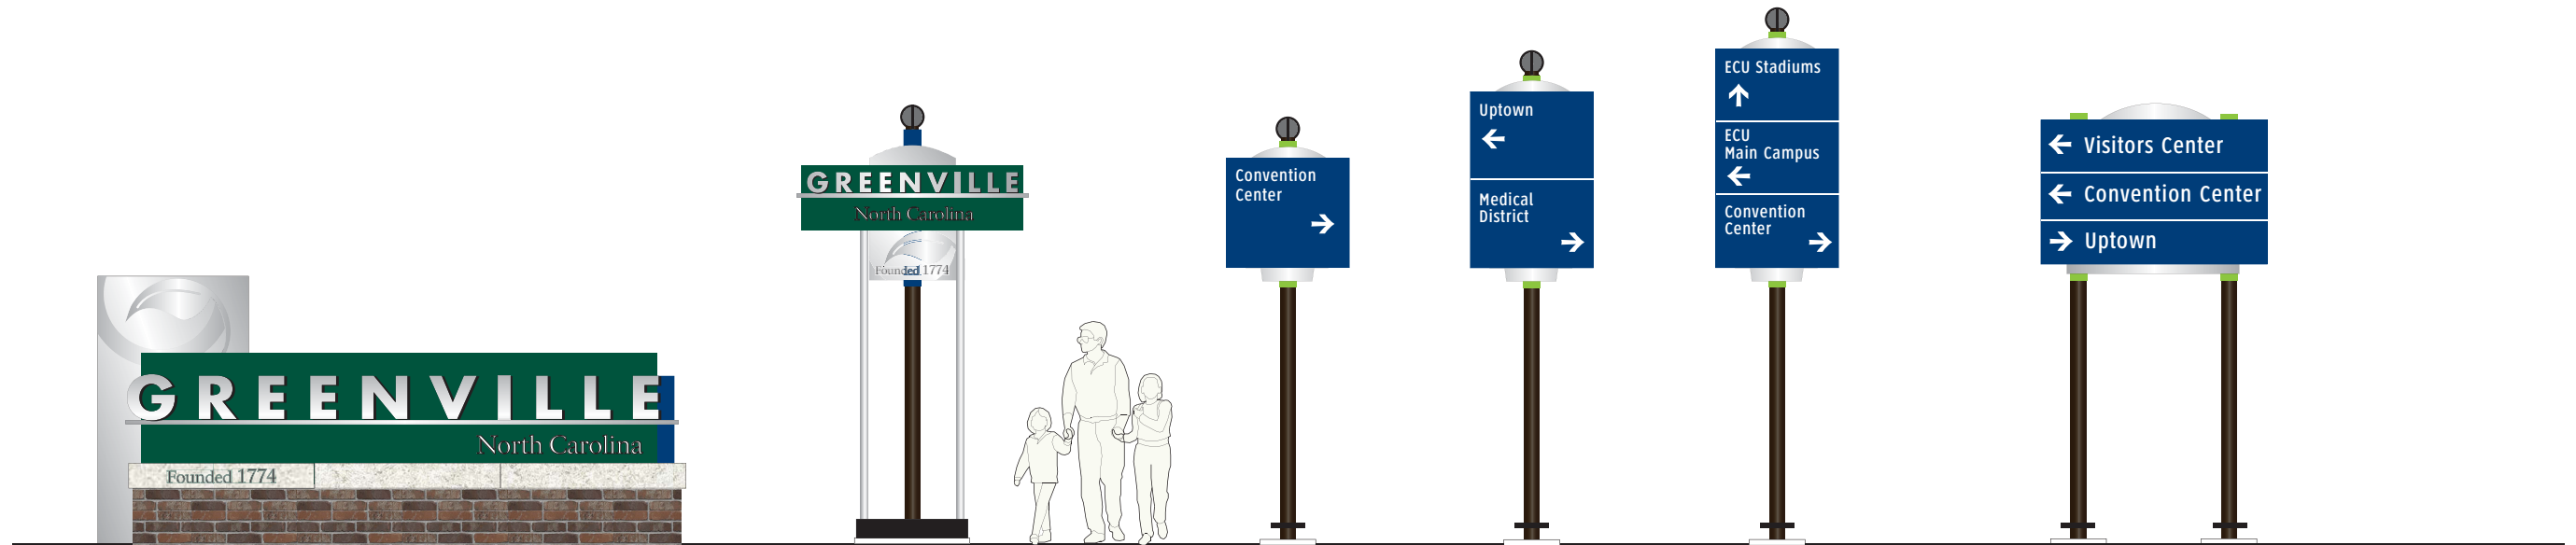 GREENVILLE
North Carolina
Founded 1774
GREENVILLE
North Carolina
Founded 1774
Convention
Center
Uptown
Medical
District
ECU Stadiums
ECU
Main Campus
Convention
Center
Visitors Center
Convention Center
Uptown